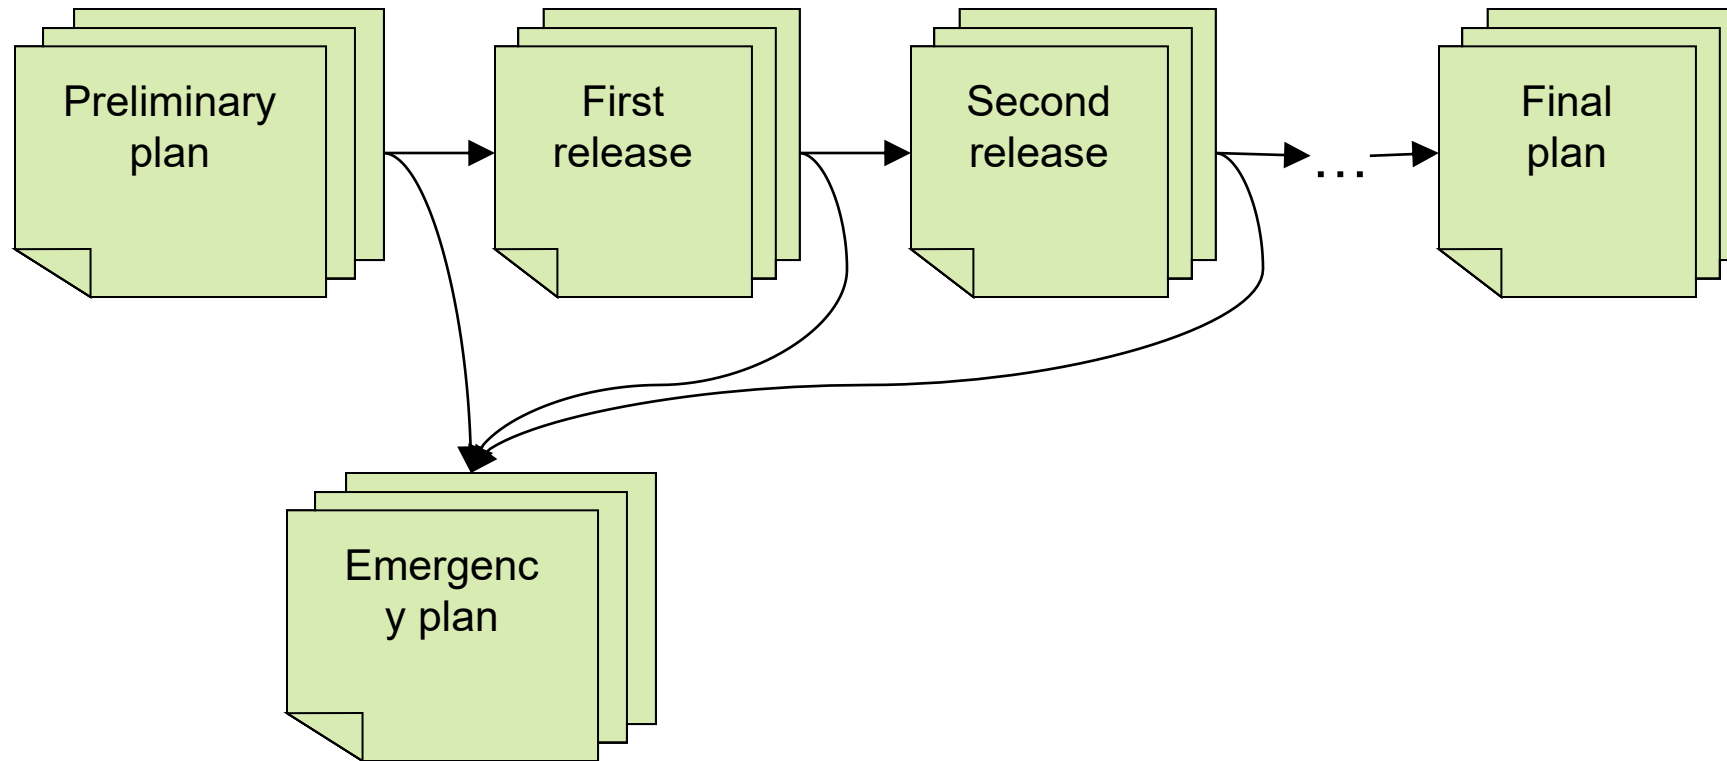 Preliminary
plan
First
release
Second
release
...
Final
plan
Emergenc
y plan